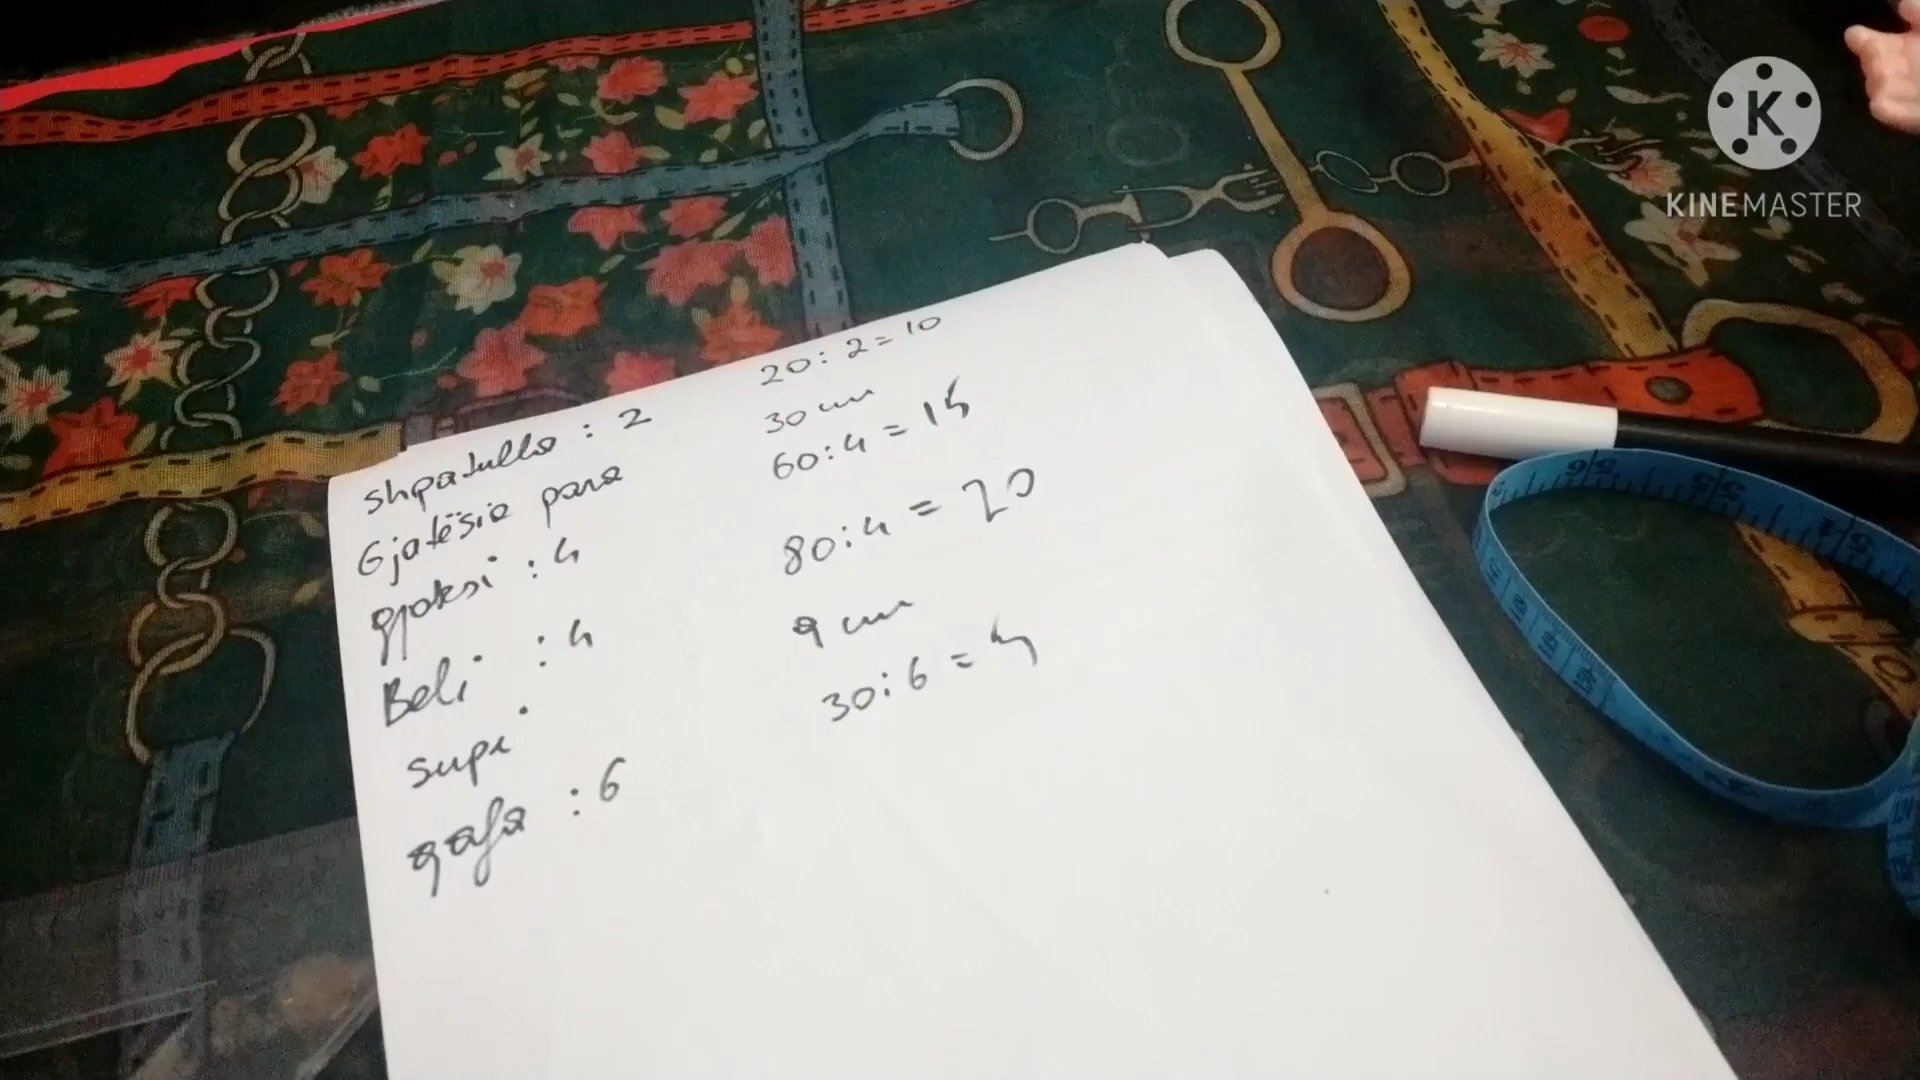 shpatulla : 2 20 : 2 = 10
Gjatësia para 30 cm
gjoksi : 4 60 : 4 = 15
Beli : 4 80 : 4 = 20
supi 9 cm
qafa : 6 30 : 6 = 5
KINEMASTER